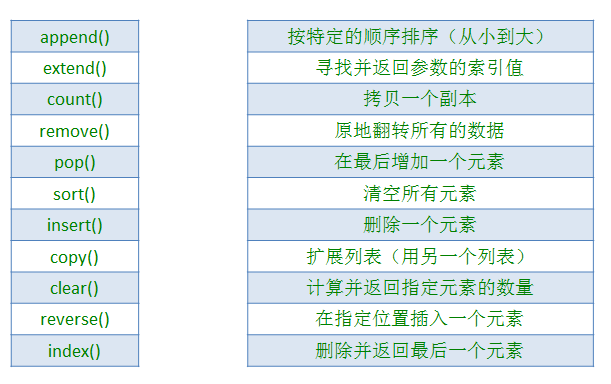 append() 按特定的顺序排序（从小到大）
extend() 寻找并返回参数的索引值
count() 拷贝一个副本
remove() 原地翻转所有的数据
pop() 在最后增加一个元素
sort() 清空所有元素
insert() 删除一个元素
copy() 扩展列表（用另一个列表）
clear() 计算并返回指定元素的数量
reverse() 在指定位置插入一个元素
index() 删除并返回最后一个元素